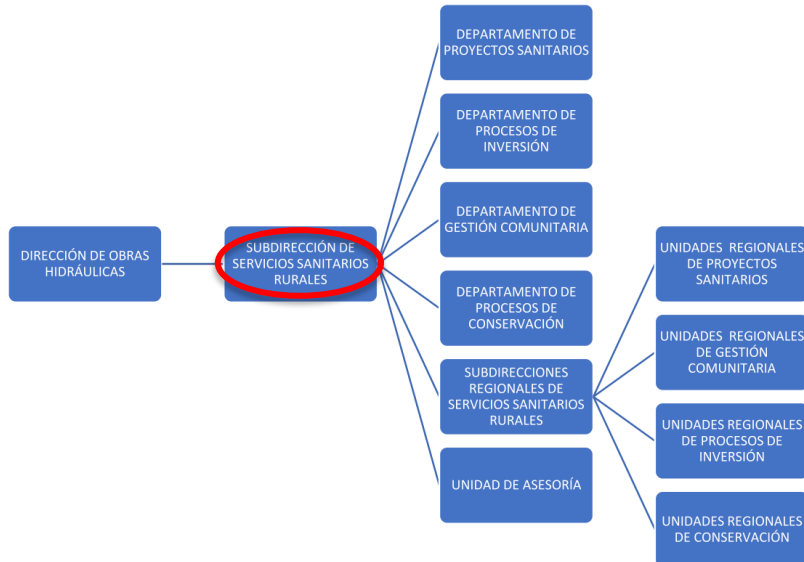 DIRECCIÓN DE OBRAS
HIDRÁULICAS
SUBDIRECCIÓN DE
SERVICIOS SANITARIOS
RURALES
DEPARTAMENTO DE
PROYECTOS SANITARIOS
DEPARTAMENTO DE
PROCESOS DE
INVERSIÓN
DEPARTAMENTO DE
GESTIÓN COMUNITARIA
DEPARTAMENTO DE
PROCESOS DE
CONSERVACIÓN
SUBDIRECCIONES
REGIONALES DE
SERVICIOS SANITARIOS
RURALES
UNIDAD DE ASESORÍA
UNIDADES REGIONALES
DE PROYECTOS
SANITARIOS
UNIDADES REGIONALES
DE GESTIÓN
COMUNITARIA
UNIDADES REGIONALES
DE PROCESOS DE
INVERSIÓN
UNIDADES REGIONALES
DE CONSERVACIÓN